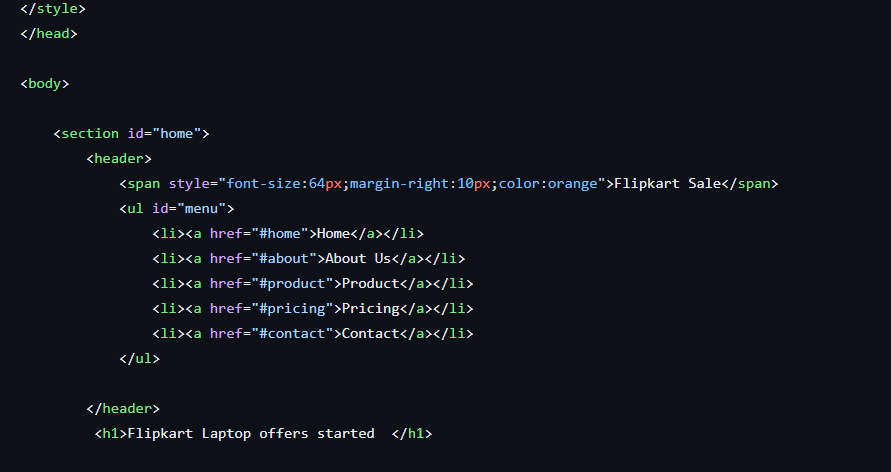 </style>
</head>
<body>
<section id="home">
<header>
<span style="font-size:64px;margin-right:10px;color:orange">Flipkart Sale</span>
<ul id="menu">
<li><a href="#home">Home</a></li>
<li><a href="#about">About Us</a></li>
<li><a href="#product">Product</a></li>
<li><a href="#pricing">Pricing</a></li>
<li><a href="#contact">Contact</a></li>
</ul>
</header>
<h1>Flipkart Laptop offers started  </h1>